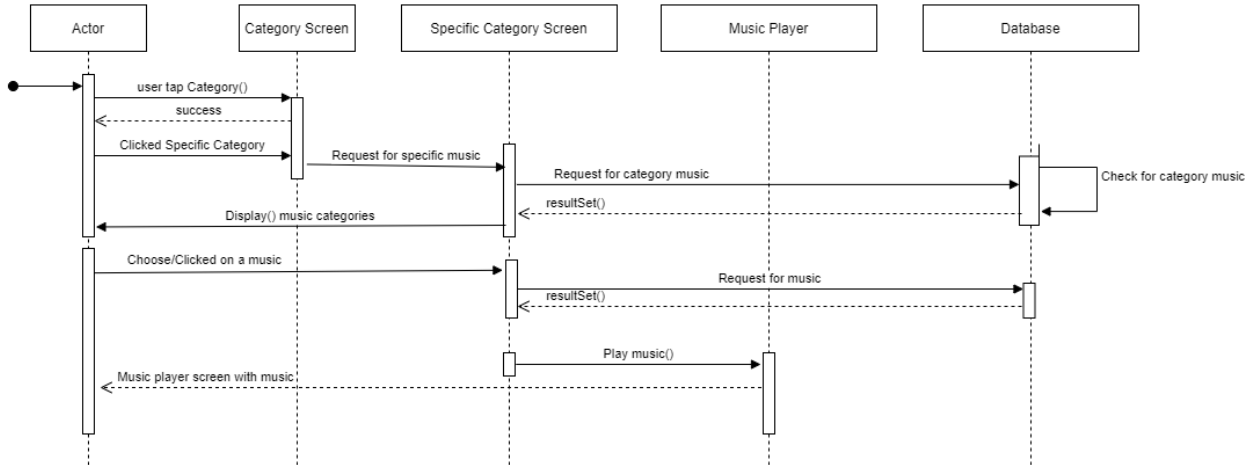 Actor
Category Screen
Specific Category Screen
Music Player
Database
user tap Category()
success
Clicked Specific Category
Request for specific music
Request for category music
Check for category music
resultSet()
Display() music categories
Choose/Clicked on a music
Request for music
resultSet()
Play music()
Music player screen with music